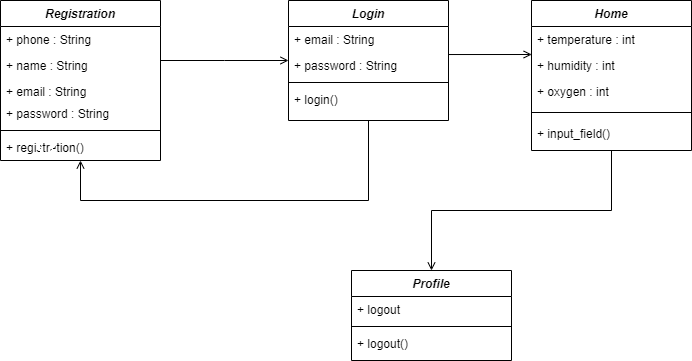 Registration
+ phone : String
+ name : String
+ email : String
+ password : String
+ registration()
Login
+ email : String
+ password : String
+ login()
Home
+ temperature : int
+ humidity : int
+ oxygen : int
+ input_field()
Profile
+ logout
+ logout()